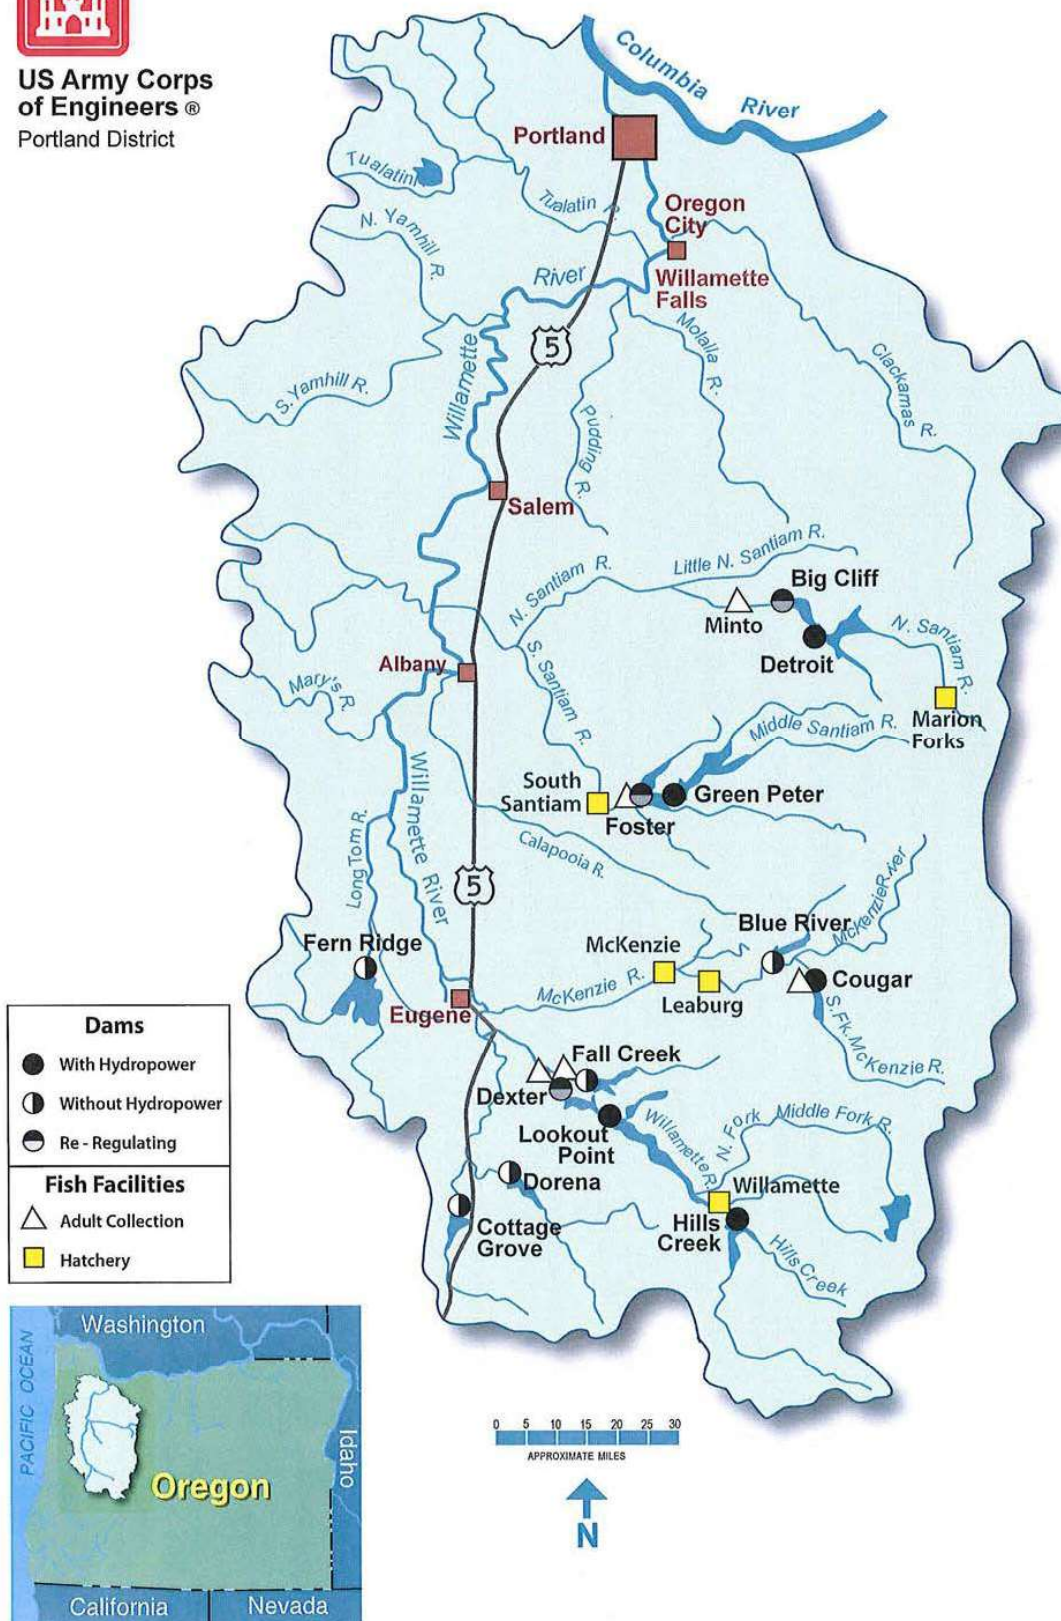 US Army Corps
of Engineers ®
Portland District
Columbia River
Portland
Tualatin
Tualatin R.
Oregon
City
N. Yamhill R.
River
Willamette
Falls
5
Molalla R.
Willamette
S. Yamhill R.
Clackamas R.
Pudding R.
Salem
Little N. Santiam R.
N. Santiam R.
Big Cliff
Minto
N. Santiam R.
S. Santiam R.
Detroit
Albany
Mary's R.
Marion
Forks
Middle Santiam R.
Willamette River
South
Santiam
Green Peter
Foster
Long Tom R.
Calapooia R.
5
McKenzie River
Blue River
Fern Ridge
McKenzie
McKenzie R.
Cougar
Leaburg
Eugene
S. Fk. McKenzie R.
Fall Creek
Dexter
Lookout
Point
Willamette R.
N. Fork Middle Fork R.
Dorena
Willamette
Hills
Creek
Hills Creek
Cottage
Grove
Dams
With Hydropower
Without Hydropower
Re - Regulating
Fish Facilities
Adult Collection
Hatchery
Washington
PACIFIC OCEAN
Idaho
Oregon
California
Nevada
0 5 10 15 20 25 30
APPROXIMATE MILES
N